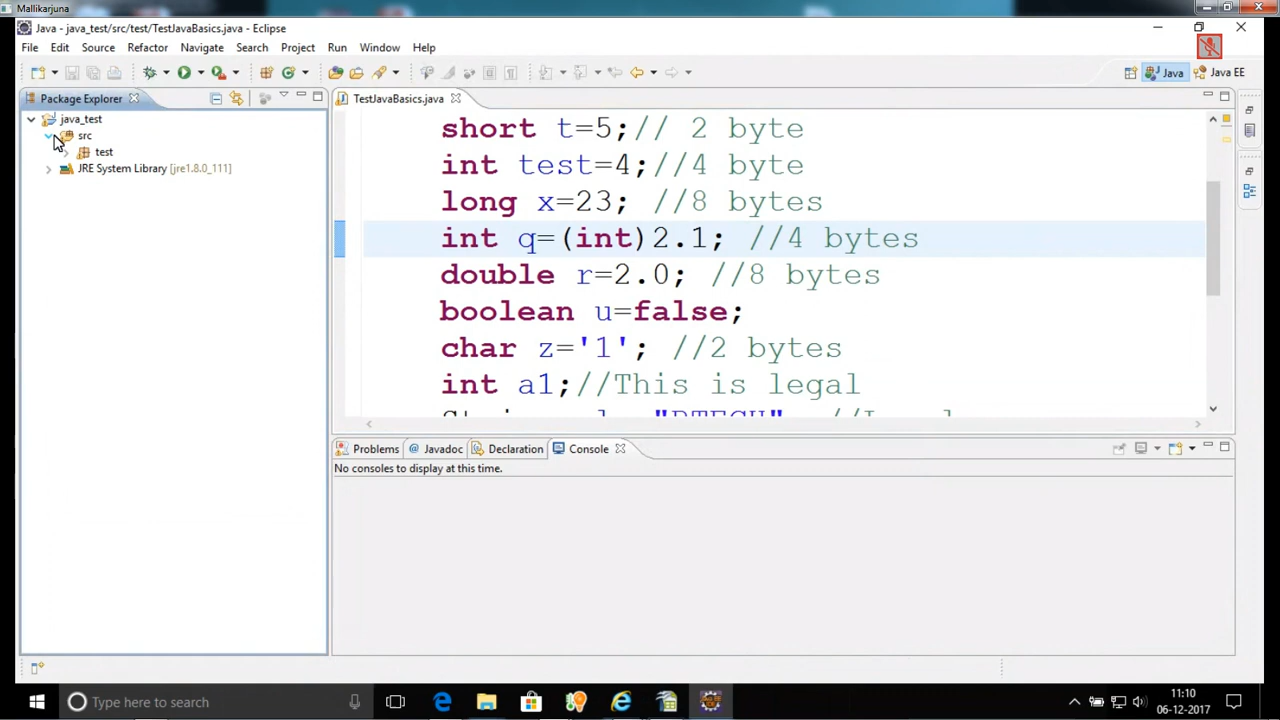 Mallikarjuna
Java - java_test/src/test/TestJavaBasics.java - Eclipse
File Edit Source Refactor Navigate Search Project Run Window Help
Java Java EE
Package Explorer
TestJavaBasics.java
java_test
src
test
JRE System Library [jre1.8.0_111]
short t=5;// 2 byte
int test=4;//4 byte
long x=23; //8 bytes
int q=(int)2.1; //4 bytes
double r=2.0; //8 bytes
boolean u=false;
char z='1'; //2 bytes
int a1;//This is legal
Problems @ Javadoc Declaration Console
No consoles to display at this time.
Type here to search
11:10
06-12-2017